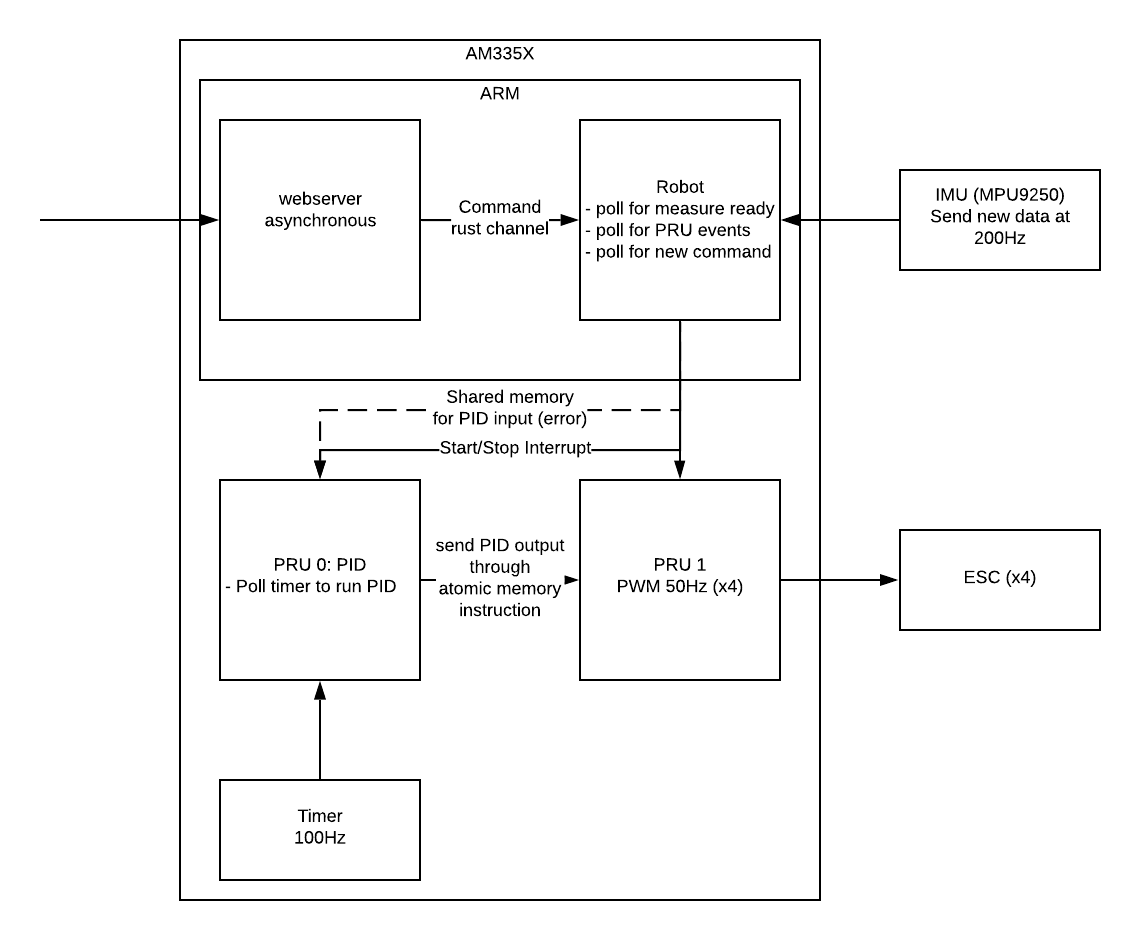 AM335X
ARM
webserver
asynchronous
Command
rust channel
Robot
- poll for measure ready
- poll for PRU events
- poll for new command
IMU (MPU9250)
Send new data at
200Hz
Shared memory
for PID input (error)
Start/Stop Interrupt
PRU 0: PID
- Poll timer to run PID
send PID output
through
atomic memory
instruction
PRU 1
PWM 50Hz (x4)
ESC (x4)
Timer
100Hz